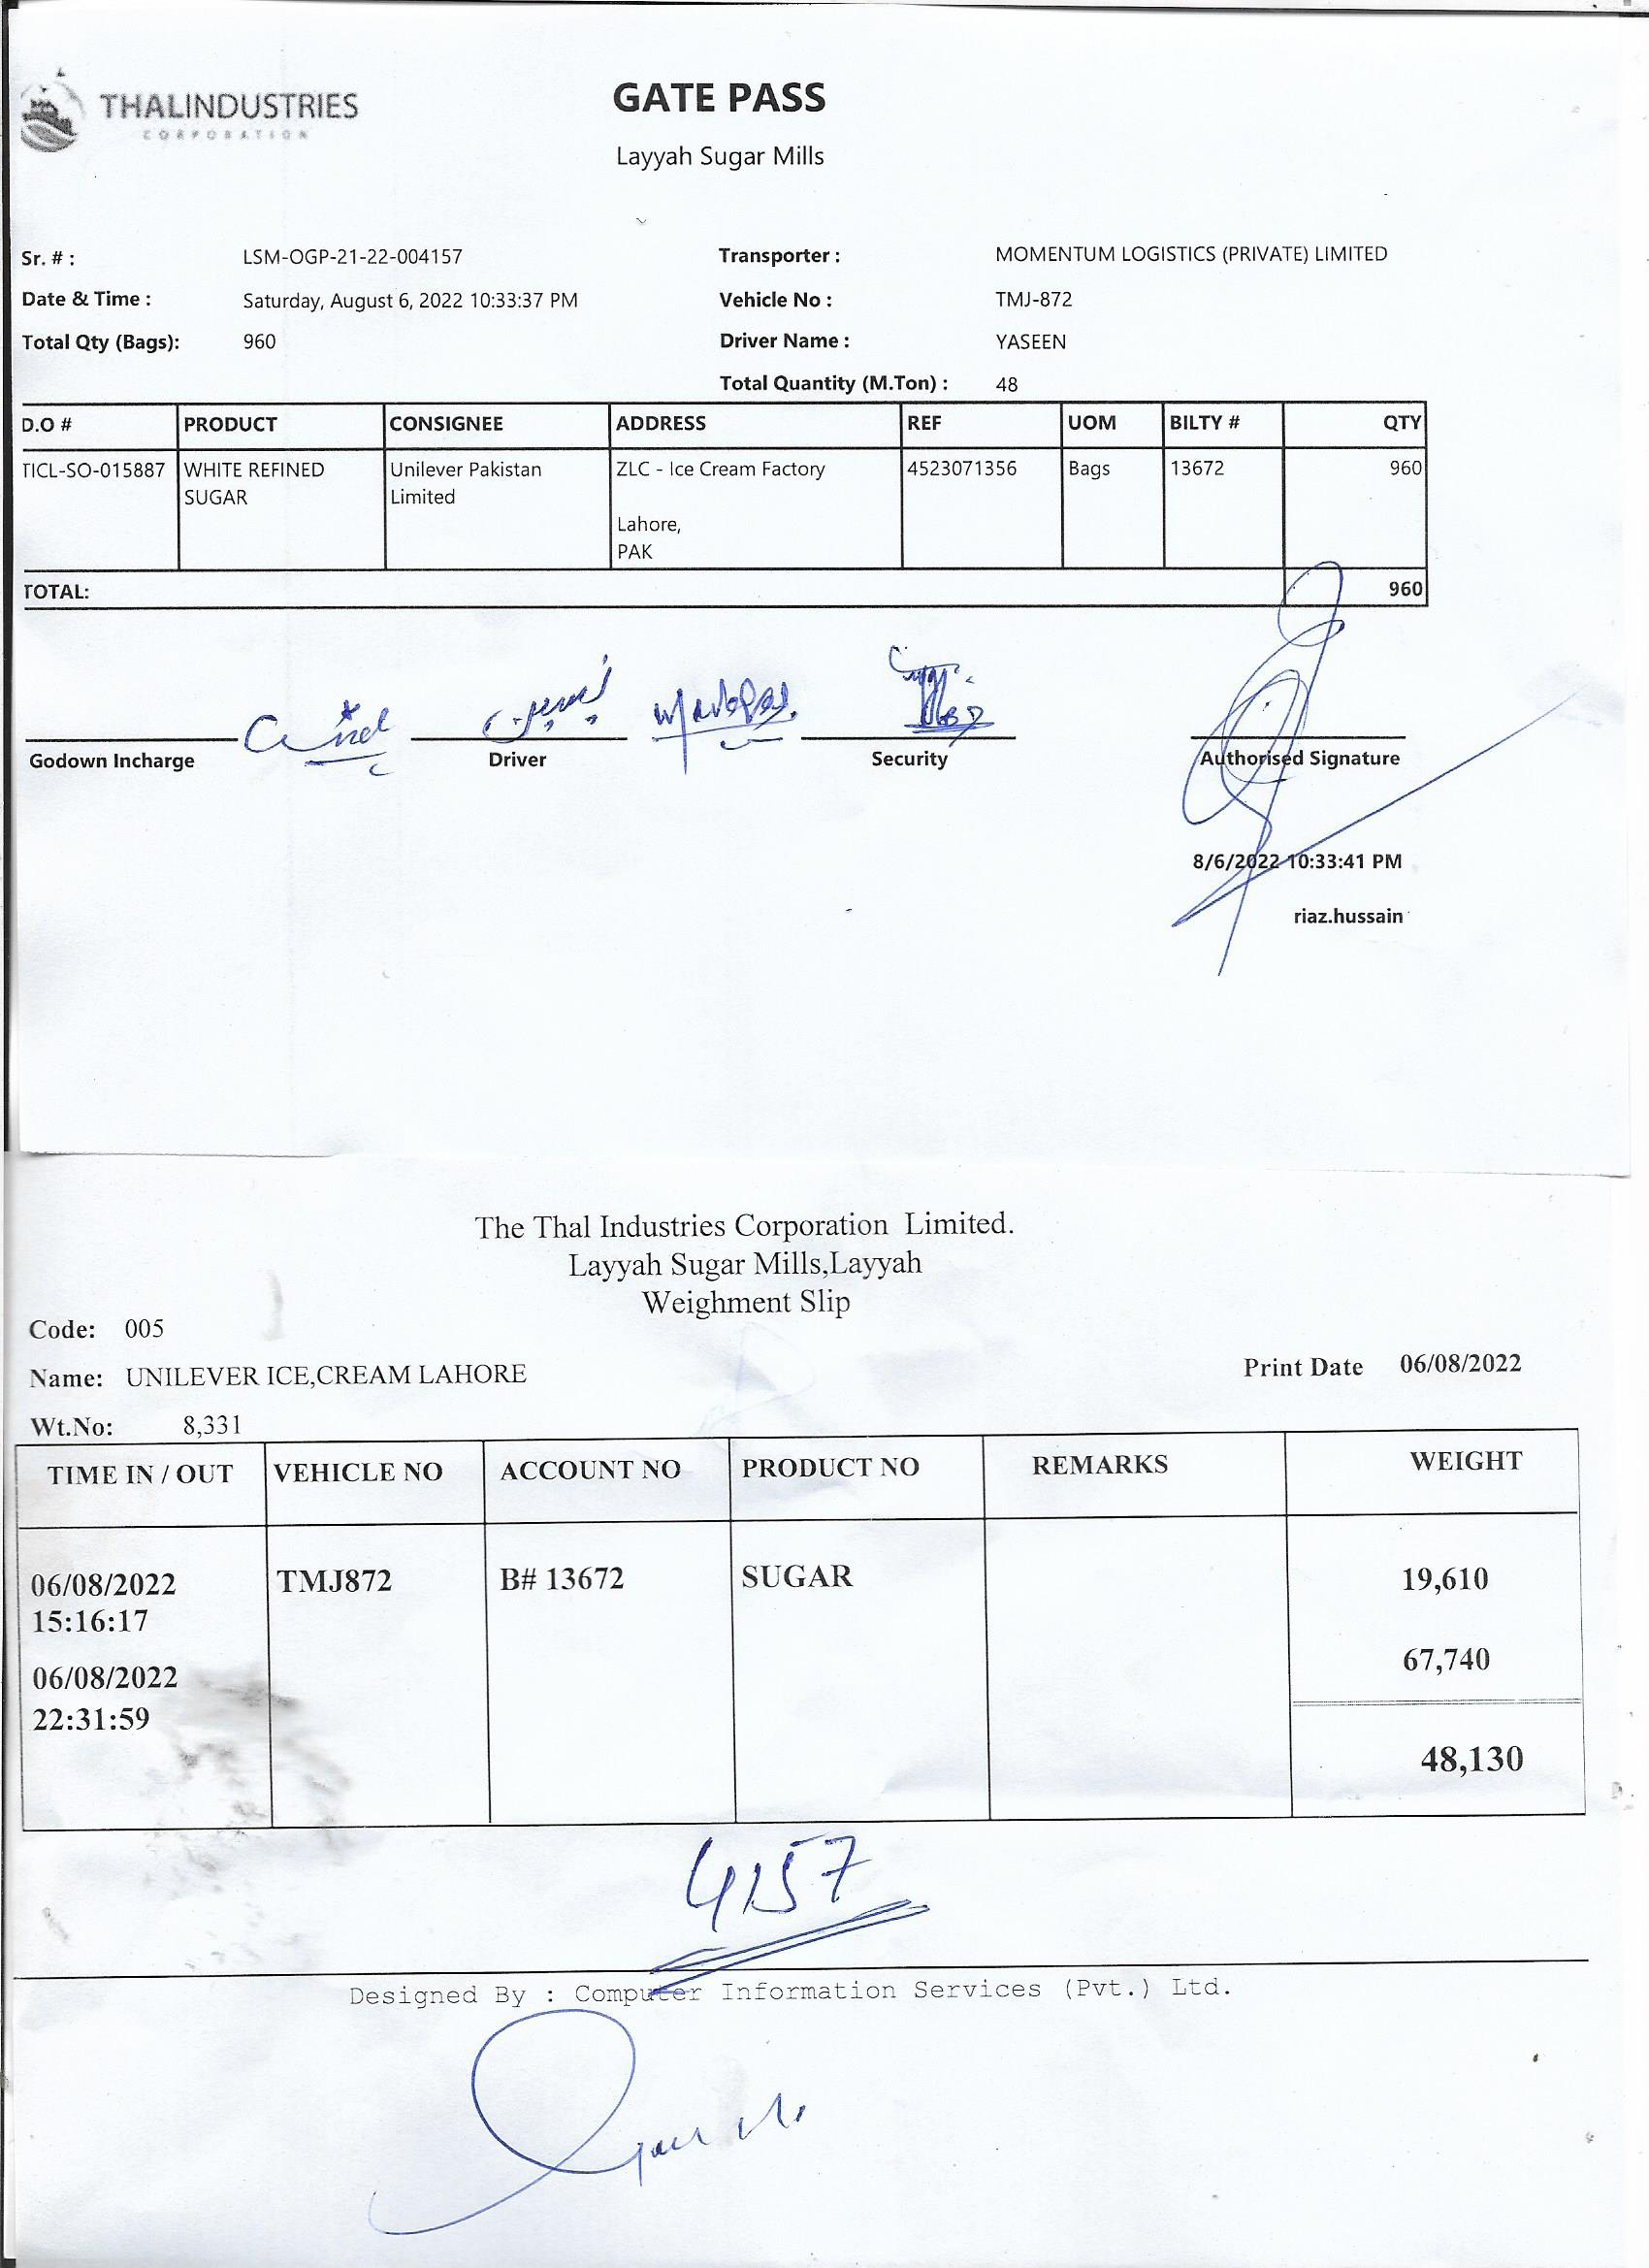 THALINDUSTRIES
CORPORATION
GATE PASS
Layyah Sugar Mills
Sr. # : LSM-OGP-21-22-004157 Transporter : MOMENTUM LOGISTICS (PRIVATE) LIMITED
Date & Time : Saturday, August 6, 2022 10:33:37 PM Vehicle No : TMJ-872
Total Qty (Bags): 960 Driver Name : YASEEN
Total Quantity (M.Ton) : 48
D.O # PRODUCT CONSIGNEE ADDRESS REF UOM BILTY # QTY
TICL-SO-015887 WHITE REFINED Unilever Pakistan ZLC - Ice Cream Factory 4523071356 Bags 13672 960
SUGAR Limited
Lahore,
PAK
TOTAL: 960
یسین
Godown Incharge Driver Security Authorised Signature
8/6/2022 10:33:41 PM
riaz.hussain
The Thal Industries Corporation Limited.
Layyah Sugar Mills,Layyah
Weighment Slip
Code: 005
Name: UNILEVER ICE,CREAM LAHORE Print Date 06/08/2022
Wt.No: 8,331
TIME IN / OUT VEHICLE NO ACCOUNT NO PRODUCT NO REMARKS WEIGHT
06/08/2022 TMJ872 B# 13672 SUGAR 19,610
15:16:17
06/08/2022 67,740
22:31:59
48,130
4157
Designed By : Computer Information Services (Pvt.) Ltd.